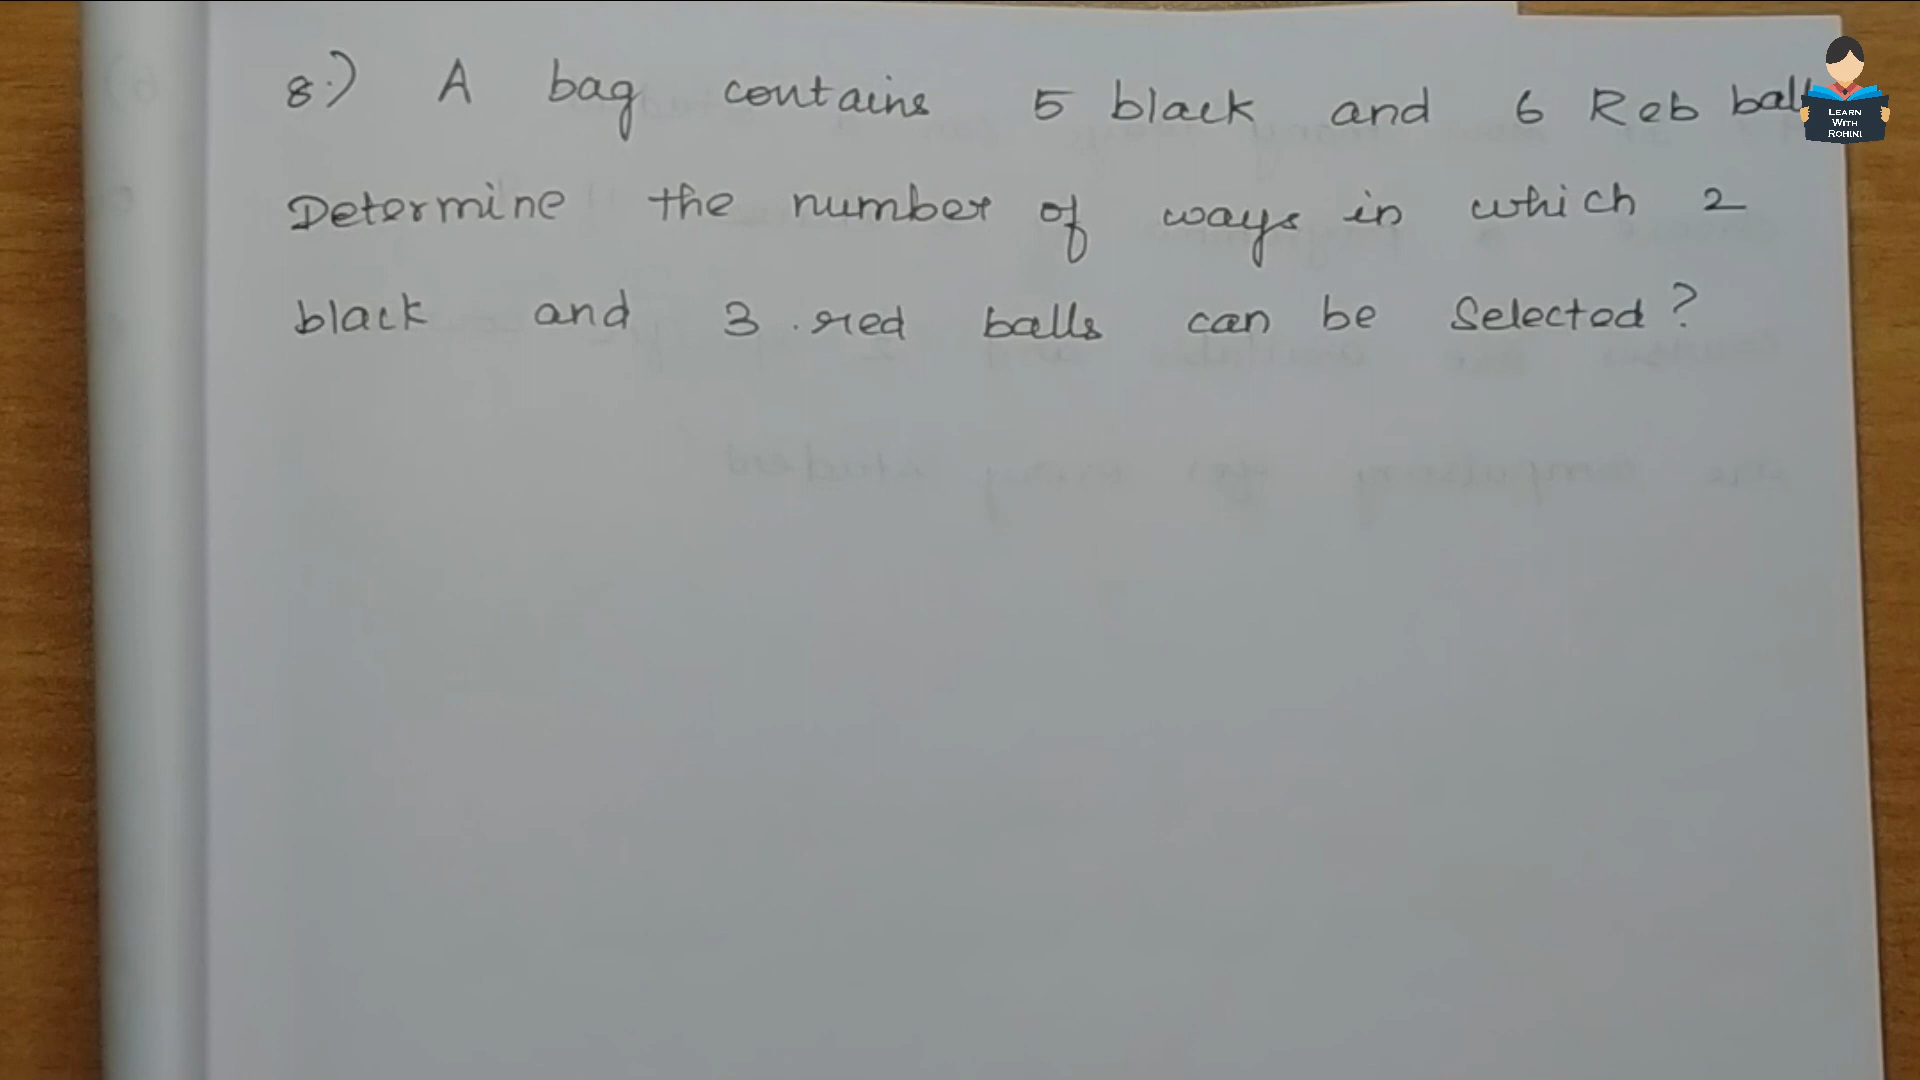 8.) A bag contains 5 black and 6 Reb ball
Determine the number of ways in which 2
black and 3 red balls can be Selected?
LEARN
WITH
ROHINI